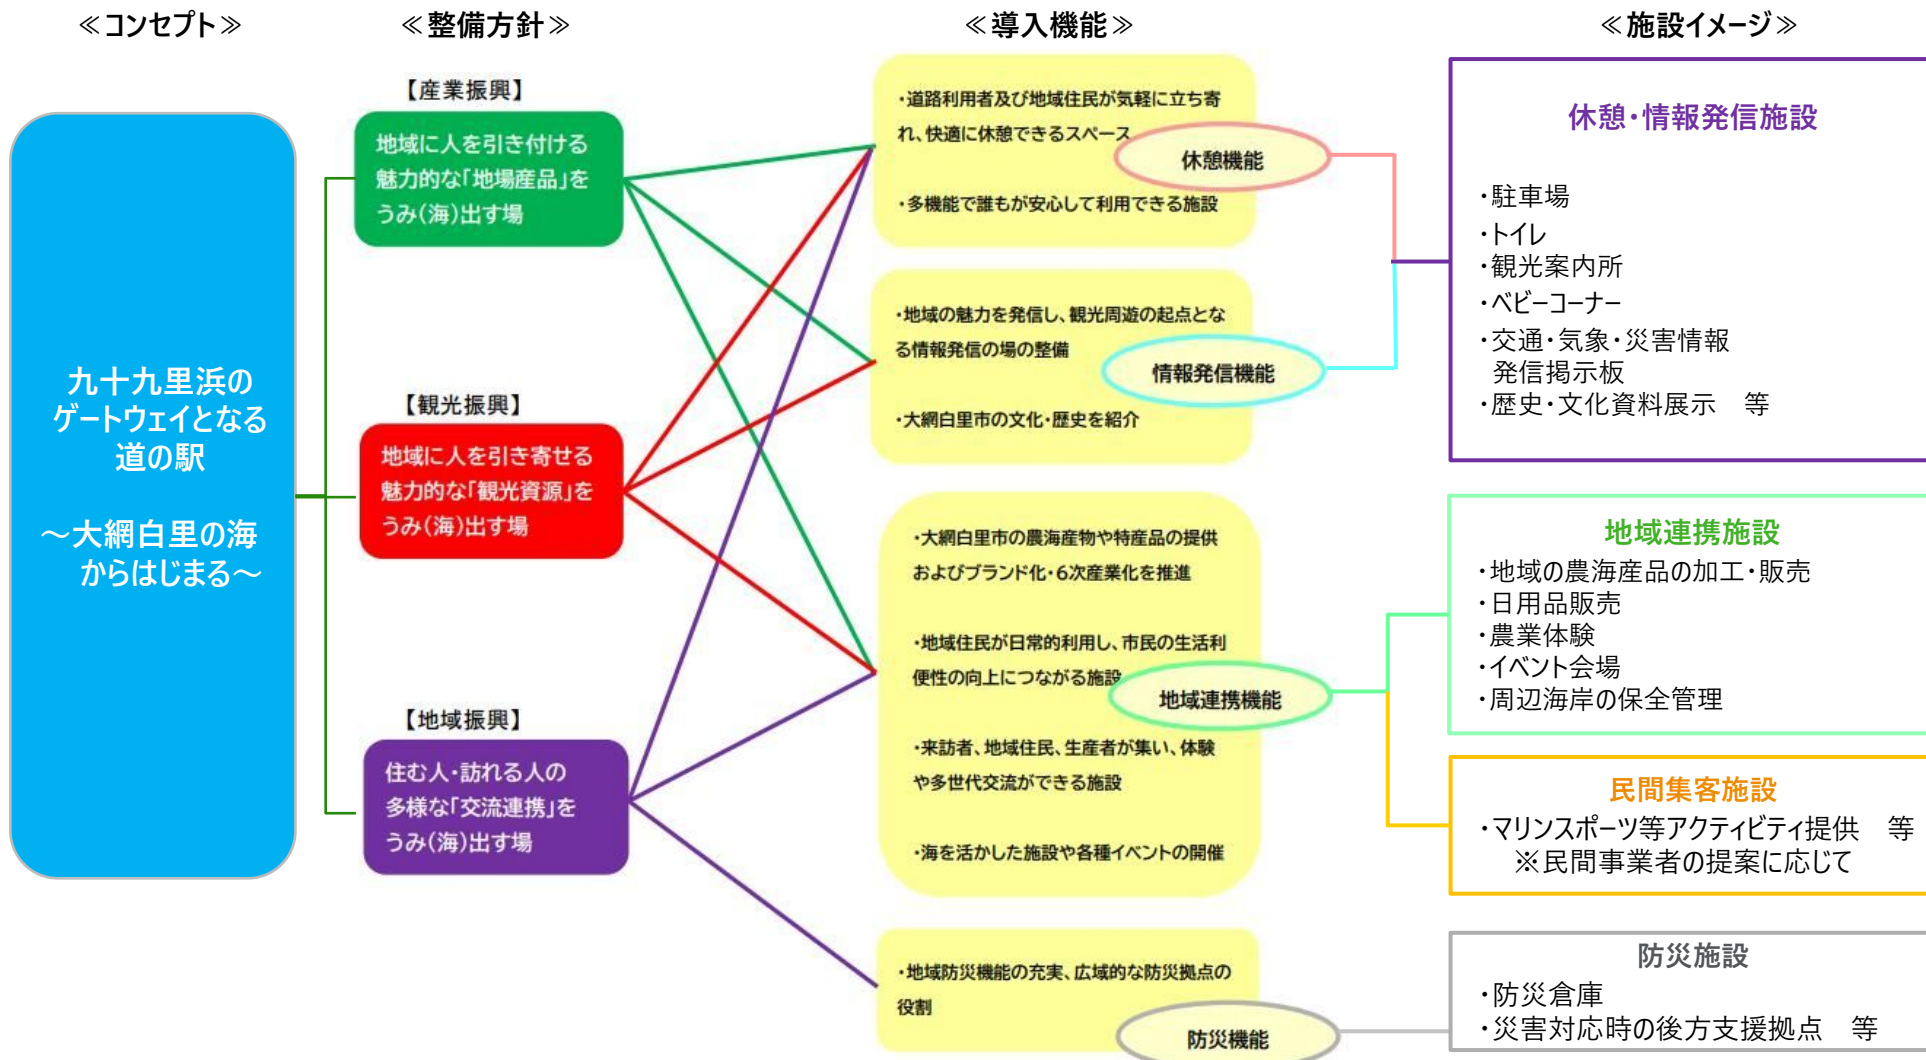 ≪コンセプト≫
≪整備方針≫
≪導入機能≫
≪施設イメージ≫
九十九里浜の
ゲートウェイとなる
道の駅
～大網白里の海
からはじまる～
【産業振興】
地域に人を引き付ける
魅力的な「地場産品」を
うみ(海)出す場
【観光振興】
地域に人を引き寄せる
魅力的な「観光資源」を
うみ(海)出す場
【地域振興】
住む人・訪れる人の
多様な「交流連携」を
うみ(海)出す場
・道路利用者及び地域住民が気軽に立ち寄
れ、快適に休憩できるスペース
休憩機能
・多機能で誰もが安心して利用できる施設
・地域の魅力を発信し、観光周遊の起点とな
る情報発信の場の整備
情報発信機能
・大網白里市の文化・歴史を紹介
・大網白里市の農海産物や特産品の提供
およびブランド化・6次産業化を推進
・地域住民が日常的利用し、市民の生活利
便性の向上につながる施設
地域連携機能
・来訪者、地域住民、生産者が集い、体験
や多世代交流ができる施設
・海を活かした施設や各種イベントの開催
・地域防災機能の充実、広域的な防災拠点の
役割
防災機能
休憩・情報発信施設
・駐車場
・トイレ
・観光案内所
・ベビーコーナー
・交通・気象・災害情報
発信掲示板
・歴史・文化資料展示　等
地域連携施設
・地域の農海産品の加工・販売
・日用品販売
・農業体験
・イベント会場
・周辺海岸の保全管理
民間集客施設
・マリンスポーツ等アクティビティ提供　等
※民間事業者の提案に応じて
防災施設
・防災倉庫
・災害対応時の後方支援拠点　等